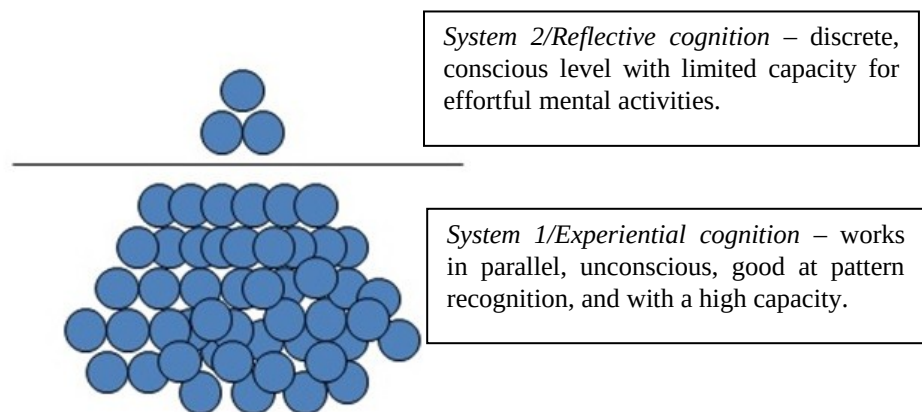 System 2/Reflective cognition – discrete,
conscious level with limited capacity for
effortful mental activities.
System 1/Experiential cognition – works
in parallel, unconscious, good at pattern
recognition, and with a high capacity.